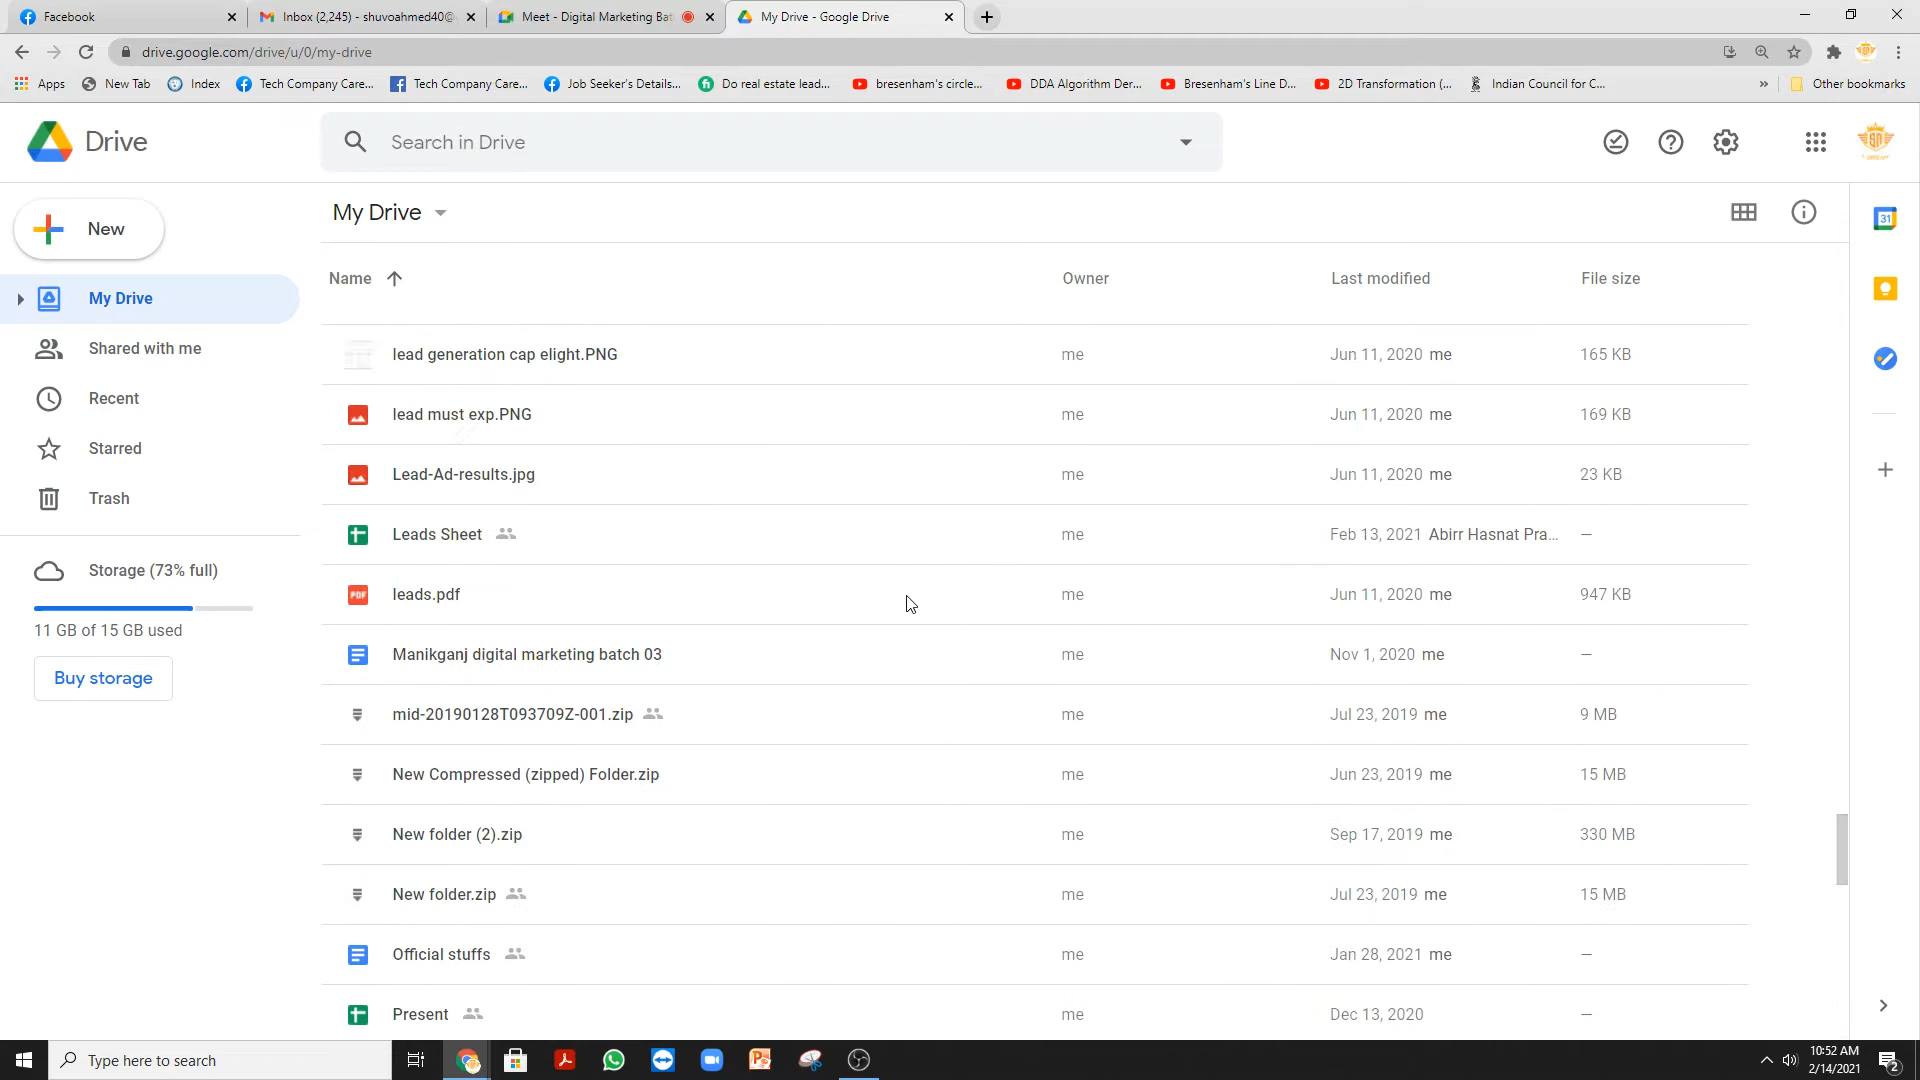 Facebook
Inbox (2,245) - shuvoahmed40@
Meet - Digital Marketing Bat
My Drive - Google Drive
drive.google.com/drive/u/0/my-drive
Apps
New Tab
Index
Tech Company Care...
Tech Company Care...
Job Seeker's Details...
Do real estate lead...
bresenham's circle...
DDA Algorithm Der...
Bresenham's Line D...
2D Transformation (...
Indian Council for C...
»
Other bookmarks
Drive
Search in Drive
New
My Drive
Shared with me
Recent
Starred
Trash
Storage (73% full)
11 GB of 15 GB used
Buy storage
My Drive
Name Owner Last modified File size
lead generation cap elight.PNG me Jun 11, 2020 me 165 KB
lead must exp.PNG me Jun 11, 2020 me 169 KB
Lead-Ad-results.jpg me Jun 11, 2020 me 23 KB
Leads Sheet me Feb 13, 2021 Abirr Hasnat Pra... —
PDF leads.pdf me Jun 11, 2020 me 947 KB
Manikganj digital marketing batch 03 me Nov 1, 2020 me —
mid-20190128T093709Z-001.zip me Jul 23, 2019 me 9 MB
New Compressed (zipped) Folder.zip me Jun 23, 2019 me 15 MB
New folder (2).zip me Sep 17, 2019 me 330 MB
New folder.zip me Jul 23, 2019 me 15 MB
Official stuffs me Jan 28, 2021 me —
Present me Dec 13, 2020 —
31
Type here to search
10:52 AM
2/14/2021
2